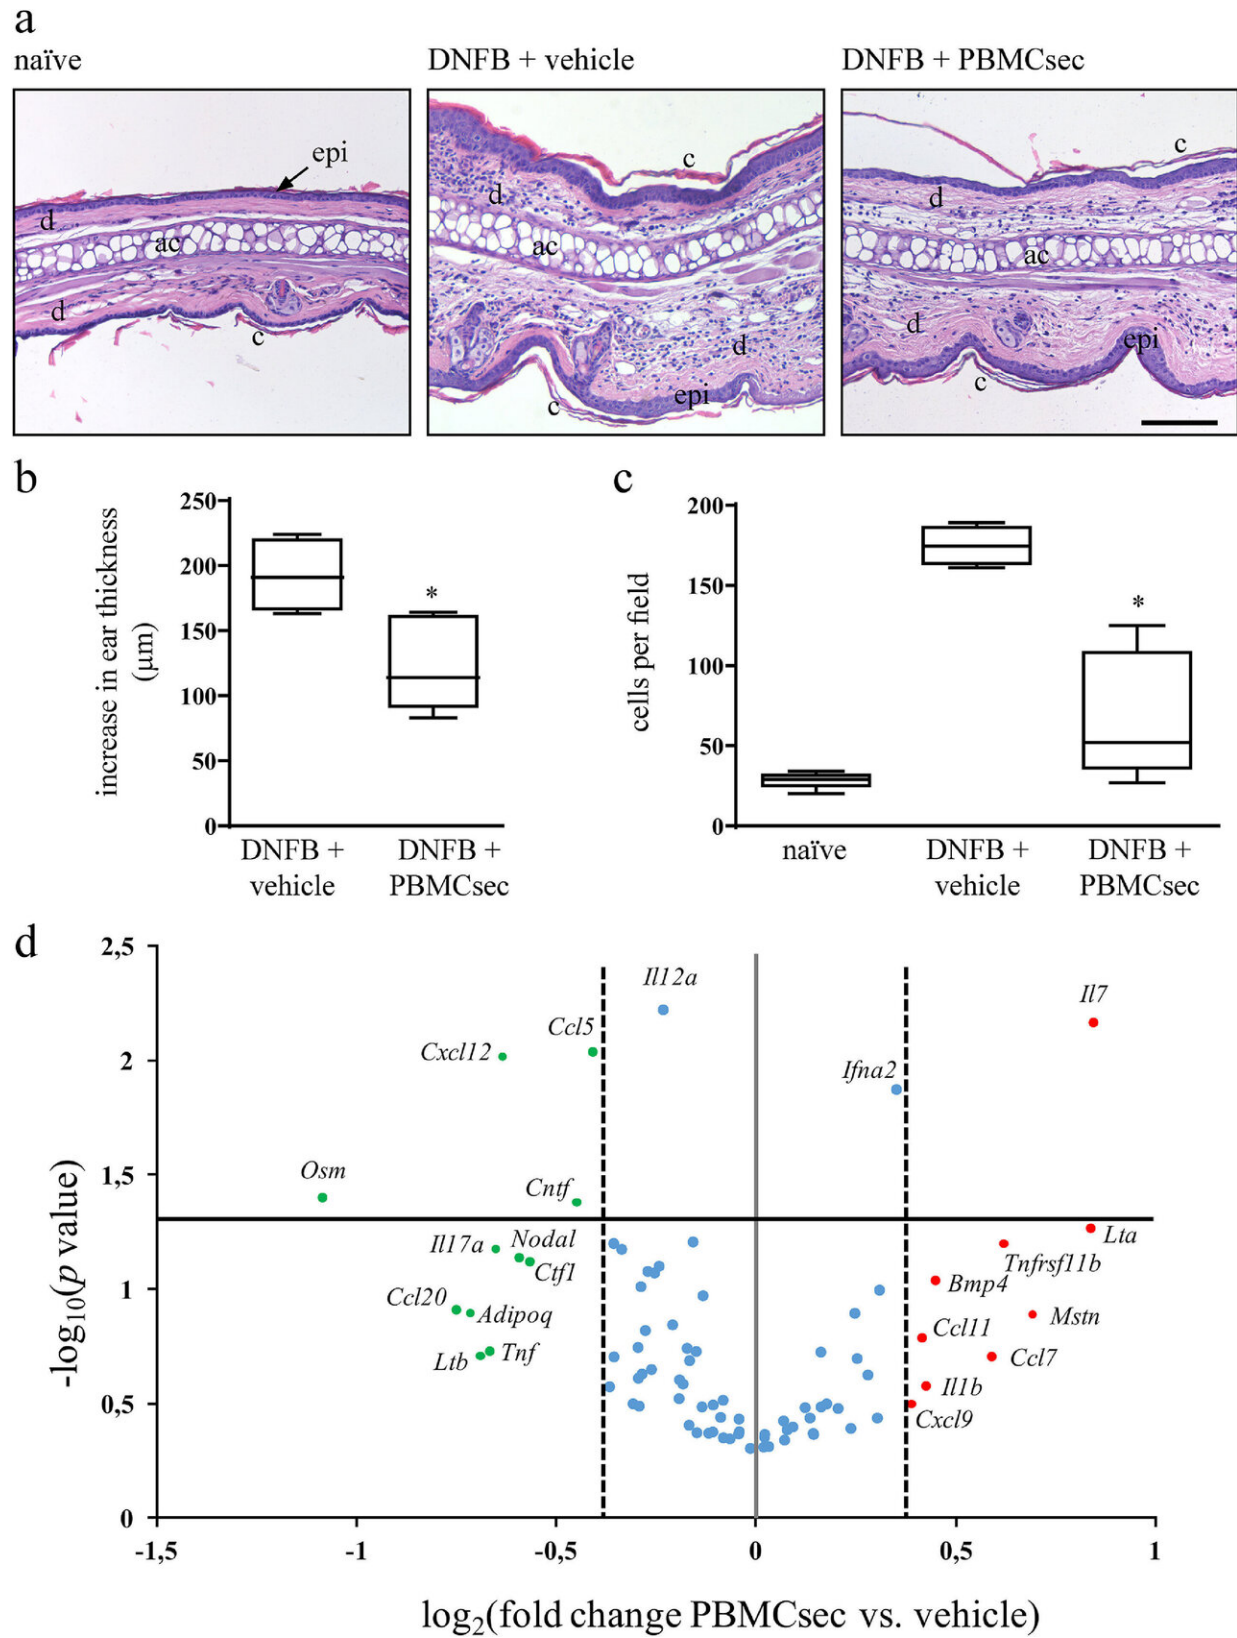 a
naïve
DNFB + vehicle
DNFB + PBMCsec
epi
d
ac
d
c
c
d
ac
d
epi
c
c
d
ac
d
epi
c
b
increase in ear thickness
(µm)
250
200
150
100
50
0
*
DNFB +
vehicle
DNFB +
PBMCsec
c
cells per field
200
150
100
50
0
*
naïve
DNFB +
vehicle
DNFB +
PBMCsec
d
-log10(p value)
2,5
2
1,5
1
0,5
0
Il12a
Il7
Ccl5
Cxcl12
Ifna2
Osm
Cntf
Il17a
Nodal
Ctf1
Ccl20
Adipoq
Ltb
Tnf
Lta
Tnfrsf11b
Bmp4
Mstn
Ccl11
Ccl7
Il1b
Cxcl9
-1,5
-1
-0,5
0
0,5
1
log2(fold change PBMCsec vs. vehicle)